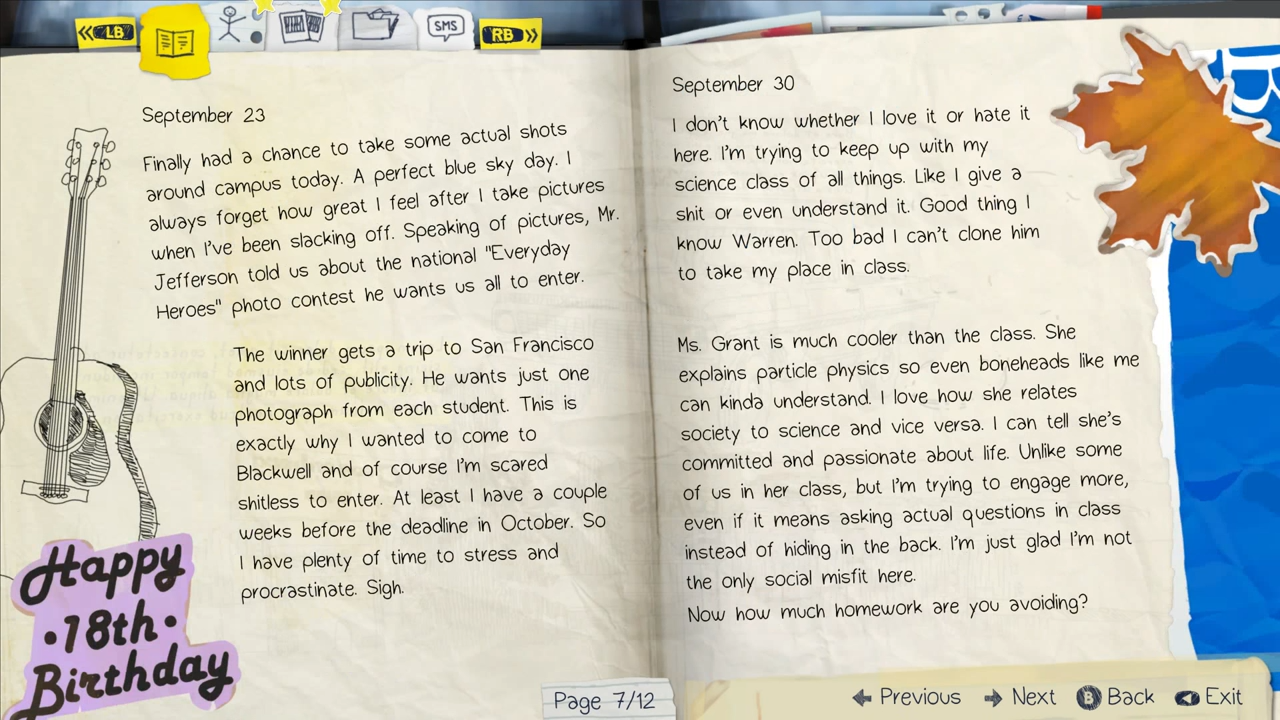 LB
SMS
RB
September 23
Finally had a chance to take some actual shots
around campus today. A perfect blue sky day. I
always forget how great I feel after I take pictures
when I've been slacking off. Speaking of pictures, Mr.
Jefferson told us about the national "Everyday
Heroes" photo contest he wants us all to enter.
The winner gets a trip to San Francisco
and lots of publicity. He wants just one
photograph from each student. This is
exactly why I wanted to come to
Blackwell and of course I'm scared
shitless to enter. At least I have a couple
weeks before the deadline in October. So
I have plenty of time to stress and
procrastinate. Sigh.
Happy
•18th•
Birthday
September 30
I don't know whether I love it or hate it
here. I'm trying to keep up with my
science class of all things. Like I give a
shit or even understand it. Good thing I
know Warren. Too bad I can't clone him
to take my place in class.
Ms. Grant is much cooler than the class. She
explains particle physics so even boneheads like me
can kinda understand. I love how she relates
society to science and vice versa. I can tell she's
committed and passionate about life. Unlike some
of us in her class, but I'm trying to engage more,
even if it means asking actual questions in class
instead of hiding in the back. I'm just glad I'm not
the only social misfit here.
Now how much homework are you avoiding?
B
Page 7/12
Previous
Next
B Back
Exit